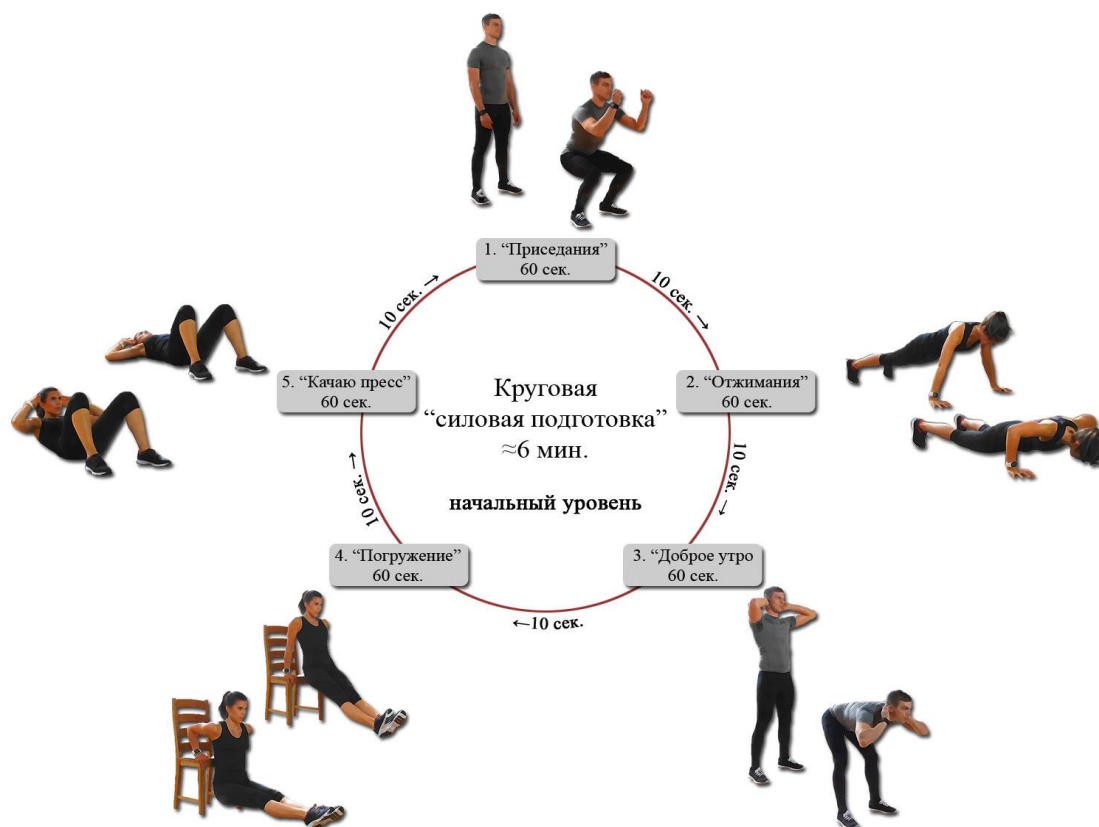 1. “Приседания”
60 сек.
10 сек. →
10 сек. →
5. “Качаю пресс”
60 сек.
Круговая
“силовая подготовка”
≈6 мин.
начальный уровень
2. “Отжимания”
60 сек.
10 сек. →
10 сек. →
4. “Погружение”
60 сек.
3. “Доброе утро
60 сек.
←10 сек.